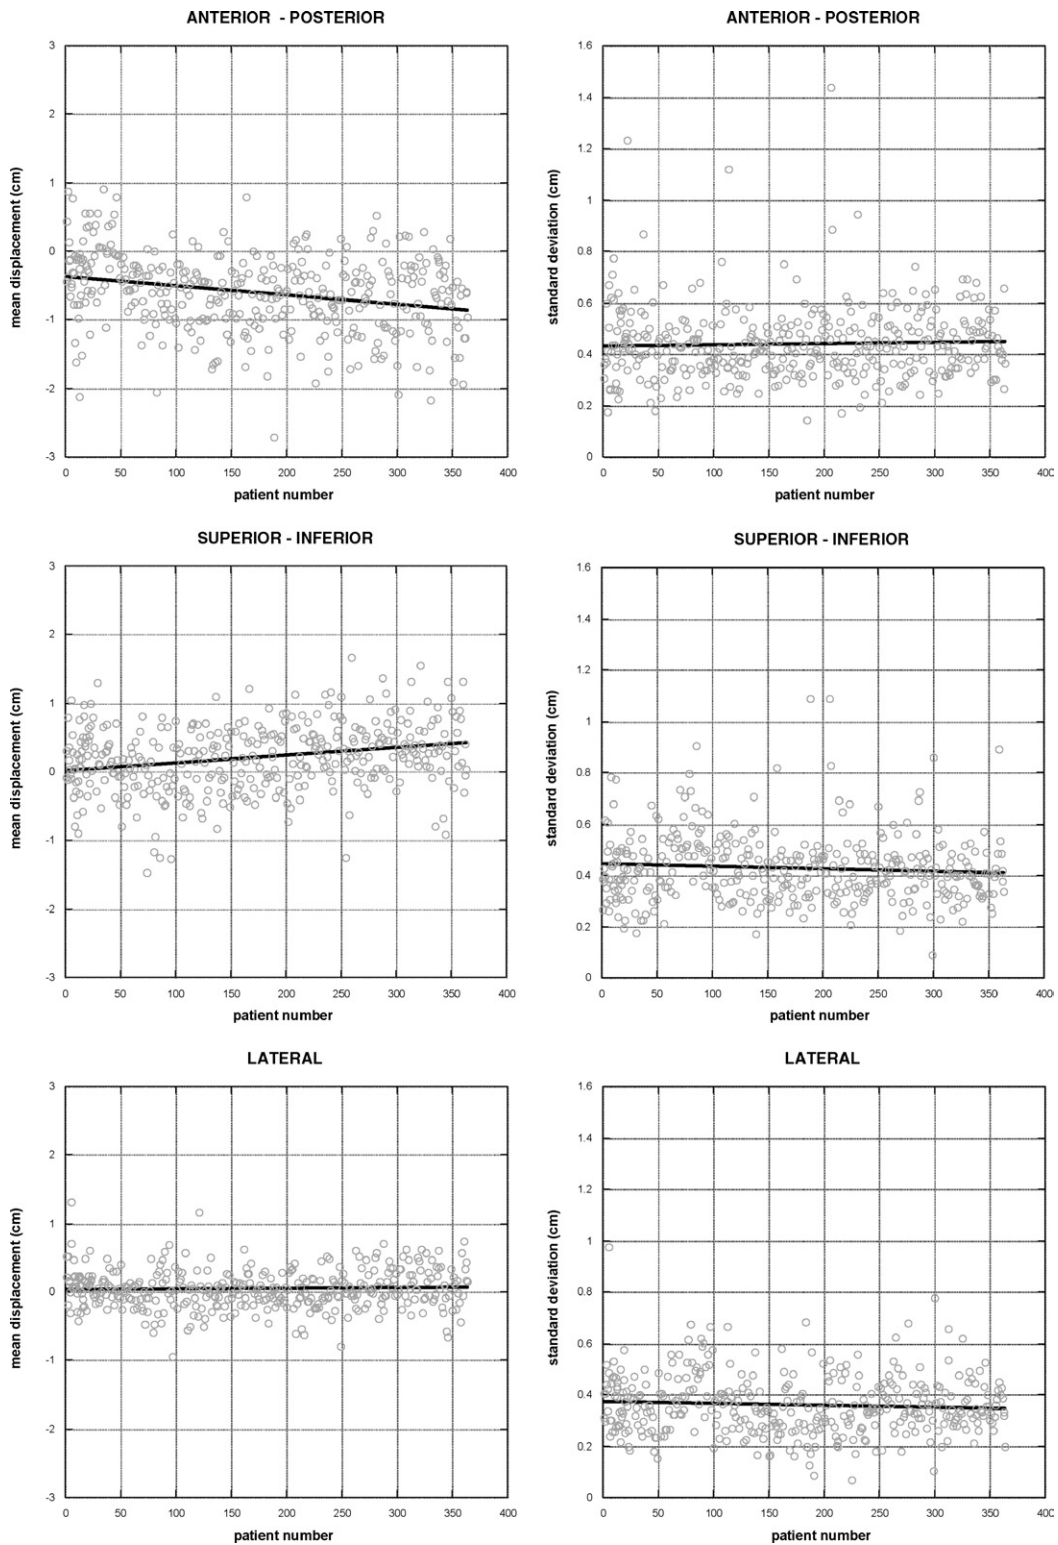 ANTERIOR - POSTERIOR
3
2
1
0
-1
-2
-3
0 50 100 150 200 250 300 350 400
mean displacement (cm)
patient number
ANTERIOR - POSTERIOR
1.6
1.4
1.2
1
0.8
0.6
0.4
0.2
0
0 50 100 150 200 250 300 350 400
standard deviation (cm)
patient number
SUPERIOR - INFERIOR
3
2
1
0
-1
-2
-3
0 50 100 150 200 250 300 350 400
mean displacement (cm)
patient number
SUPERIOR - INFERIOR
1.6
1.4
1.2
1
0.8
0.6
0.4
0.2
0
0 50 100 150 200 250 300 350 400
standard deviation (cm)
patient number
LATERAL
3
2
1
0
-1
-2
-3
0 50 100 150 200 250 300 350 400
mean displacement (cm)
patient number
LATERAL
1.6
1.4
1.2
1
0.8
0.6
0.4
0.2
0
0 50 100 150 200 250 300 350 400
standard deviation (cm)
patient number